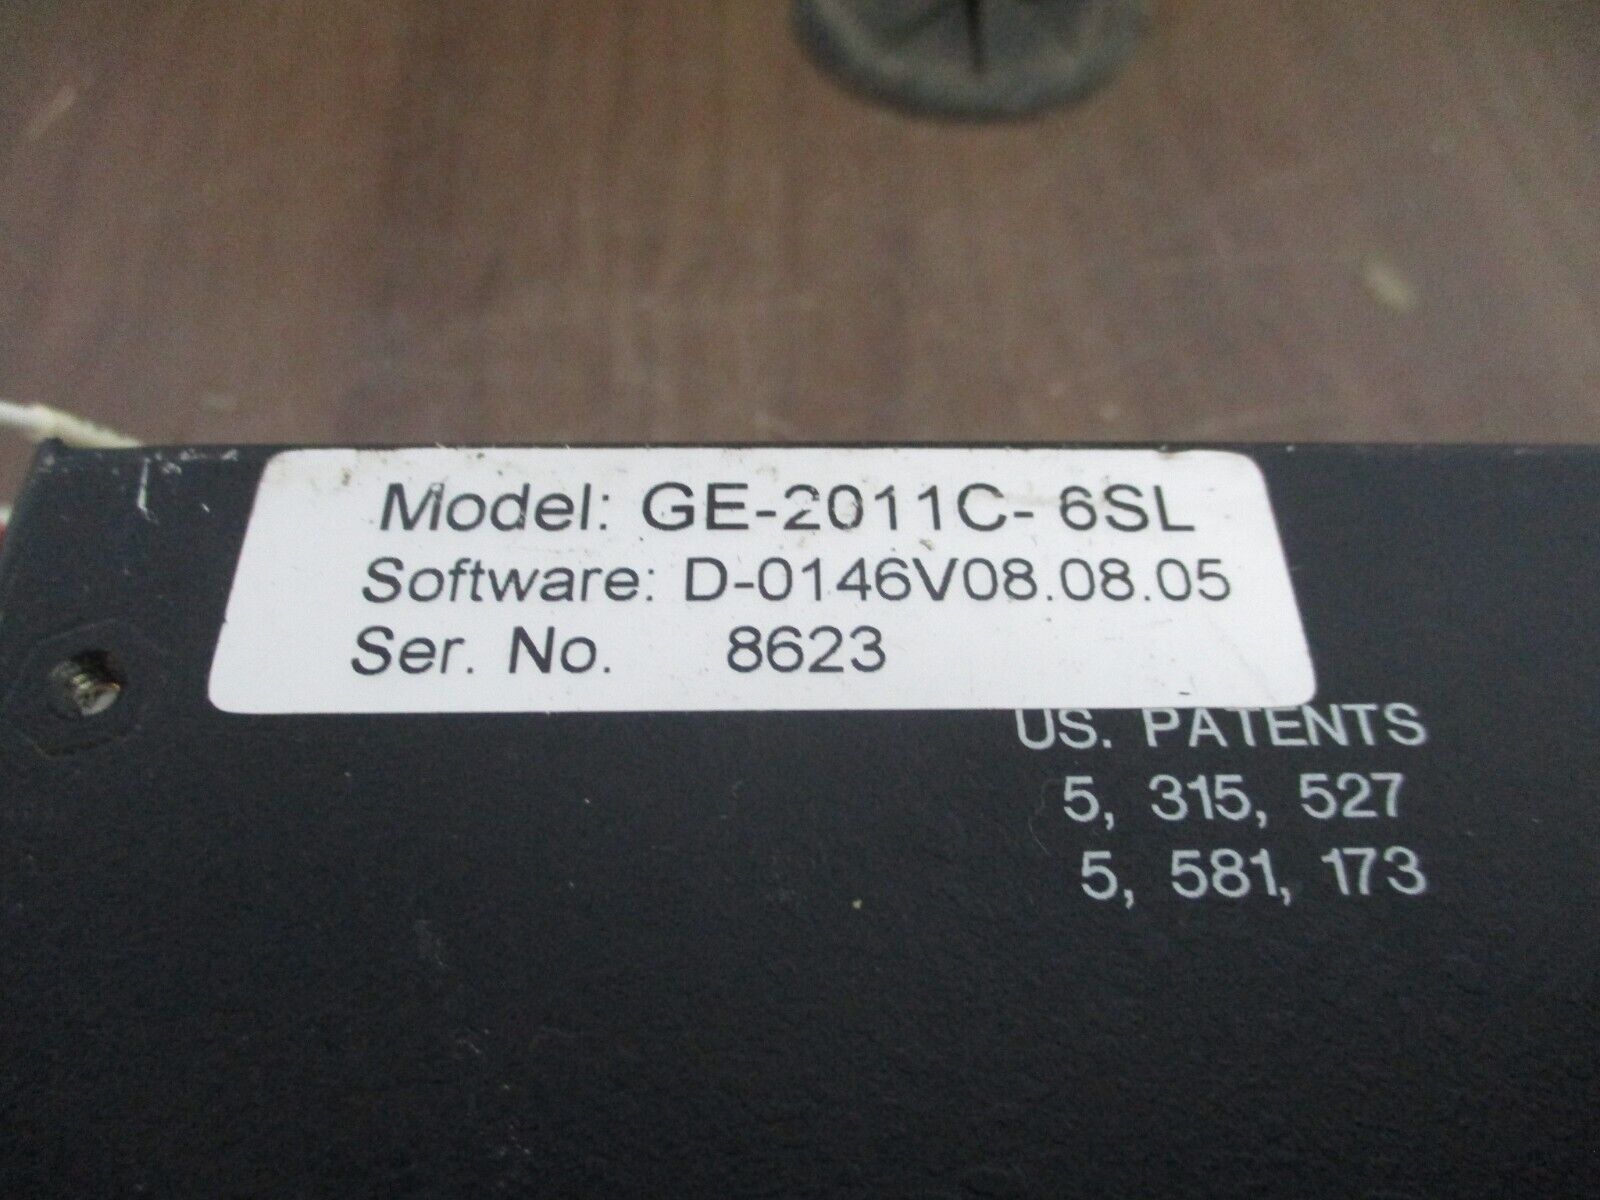 Model: GE-2011C- 6SL
Software: D-0146V08.08.05
Ser. No. 8623
US. PATENTS
5, 315, 527
5, 581, 173